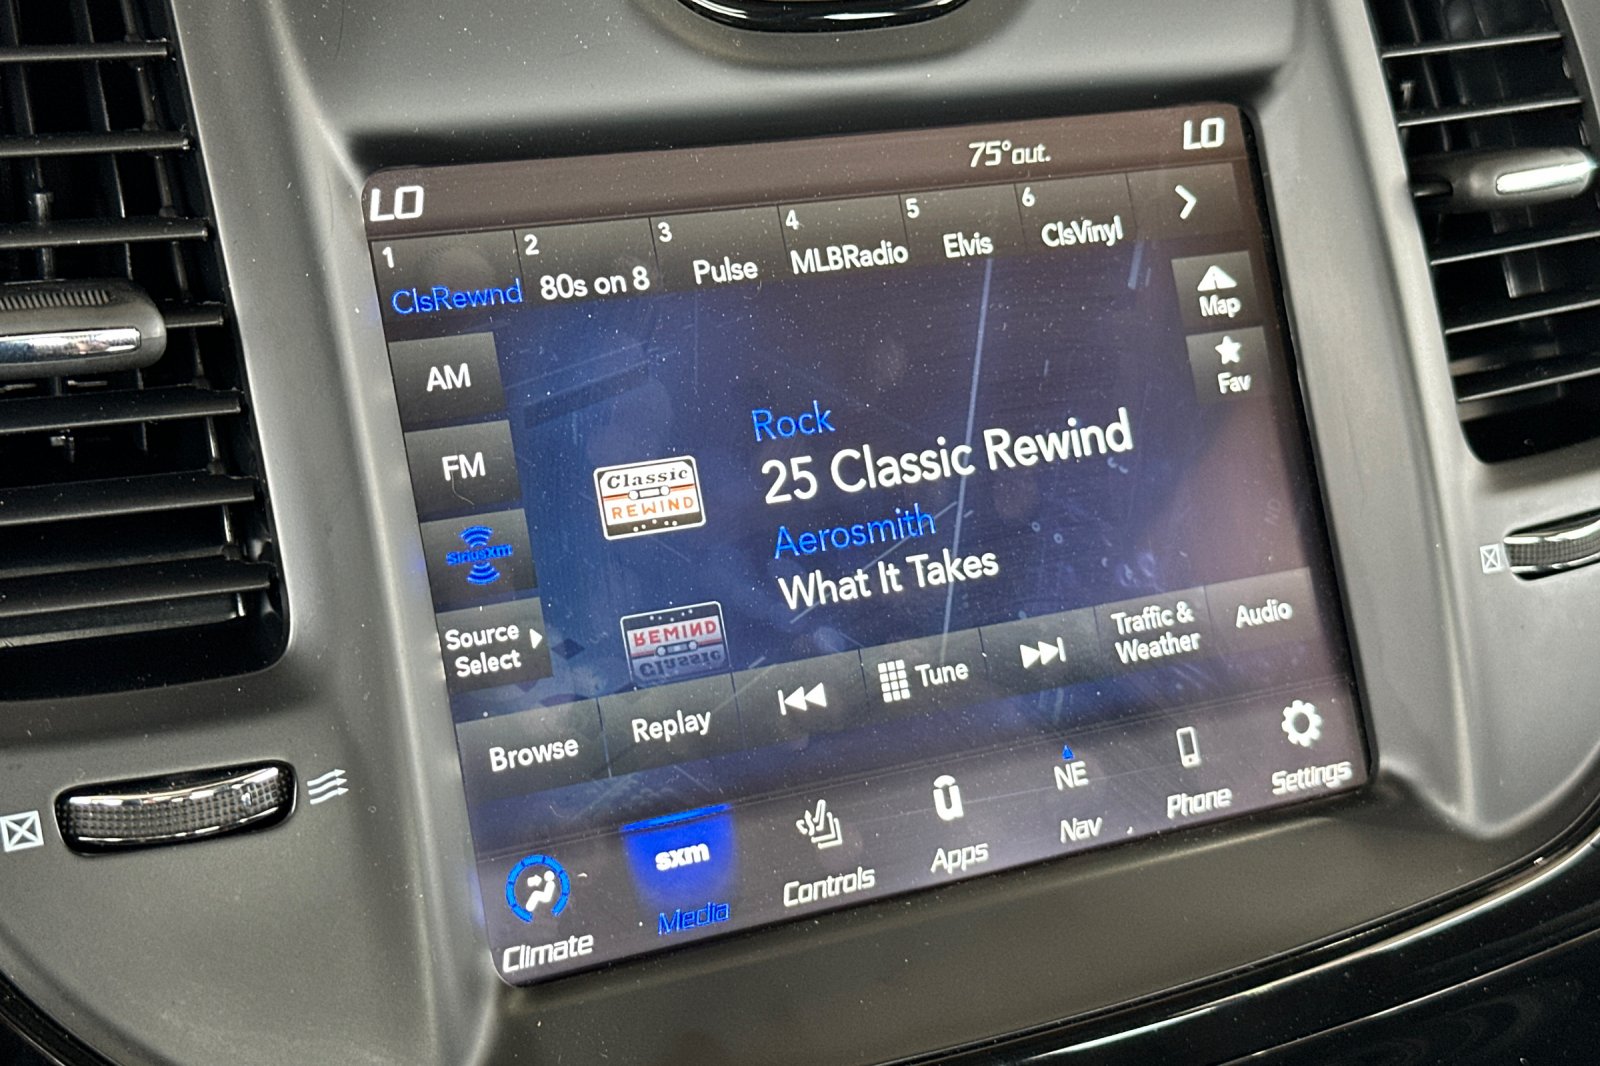 LO
75° out.
LO
1
ClsRewnd
2
80s on 8
3
Pulse
4
MLBRadio
5
Elvis
6
ClsVinyl
Map
Fav
AM
FM
SiriusXM
Source
Select
Rock
25 Classic Rewind
Aerosmith
What It Takes
Classic
REWIND
REWIND
Classic
Browse
Replay
Tune
Traffic &
Weather
Audio
Climate
sxm
Media
Controls
u
Apps
NE
Nav
Phone
Settings